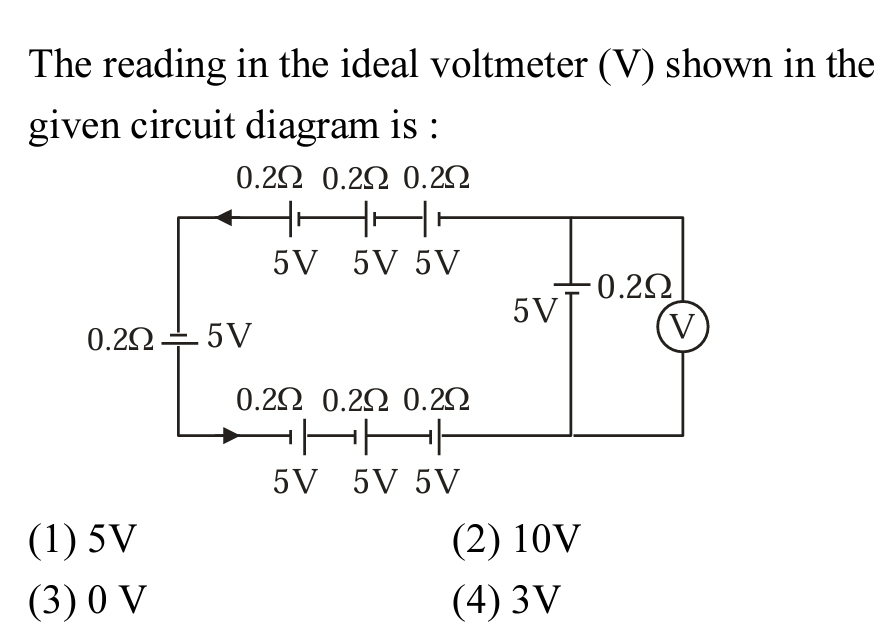 The reading in the ideal voltmeter (V) shown in the
given circuit diagram is :
0.2Ω 0.2Ω 0.2Ω
5V 5V 5V
5V 0.2Ω
V
0.2Ω 5V
0.2Ω 0.2Ω 0.2Ω
5V 5V 5V
(1) 5V (2) 10V
(3) 0 V (4) 3V